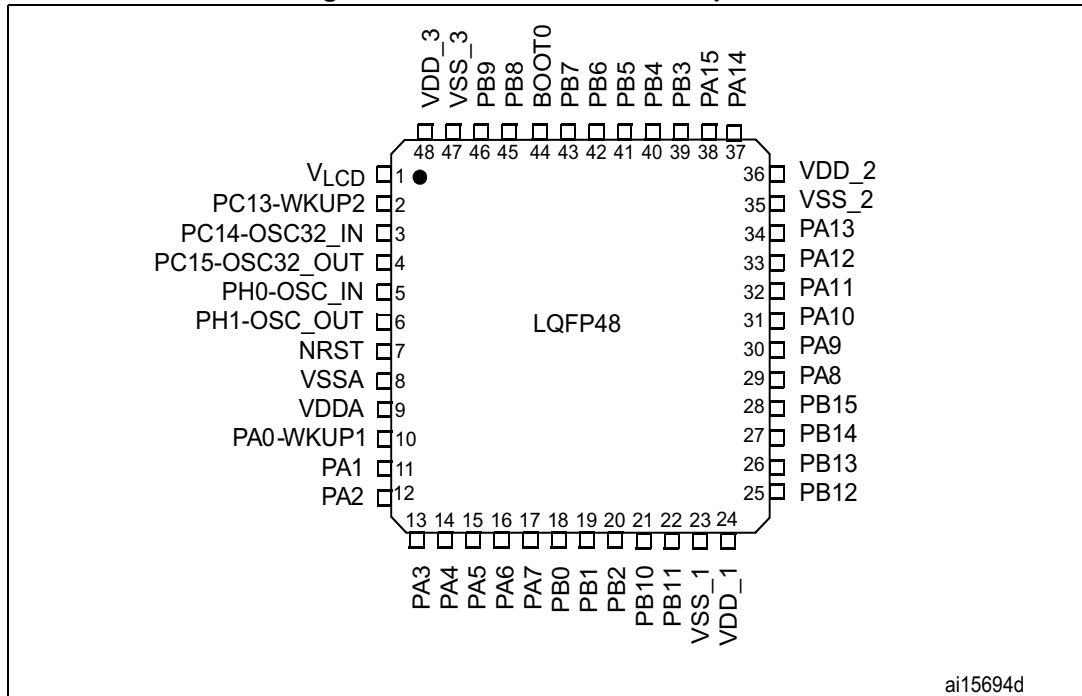 VDD_3
VSS_3
PB9
PB8
BOOT0
PB7
PB6
PB5
PB4
PB3
PA15
PA14
48 47 46 45 44 43 42 41 40 39 38 37
VLCD 1
PC13-WKUP2 2
PC14-OSC32_IN 3
PC15-OSC32_OUT 4
PH0-OSC_IN 5
PH1-OSC_OUT 6
NRST 7
VSSA 8
VDDA 9
PA0-WKUP1 10
PA1 11
PA2 12
LQFP48
36 VDD_2
35 VSS_2
34 PA13
33 PA12
32 PA11
31 PA10
30 PA9
29 PA8
28 PB15
27 PB14
26 PB13
25 PB12
13 14 15 16 17 18 19 20 21 22 23 24
PA3
PA4
PA5
PA6
PA7
PB0
PB1
PB2
PB10
PB11
VSS_1
VDD_1
ai15694d